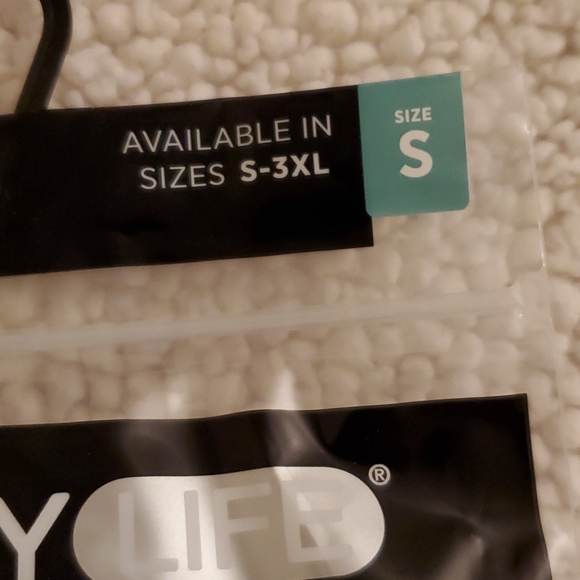 AVAILABLE IN
SIZES S-3XL
SIZE
S
Y LIFE®